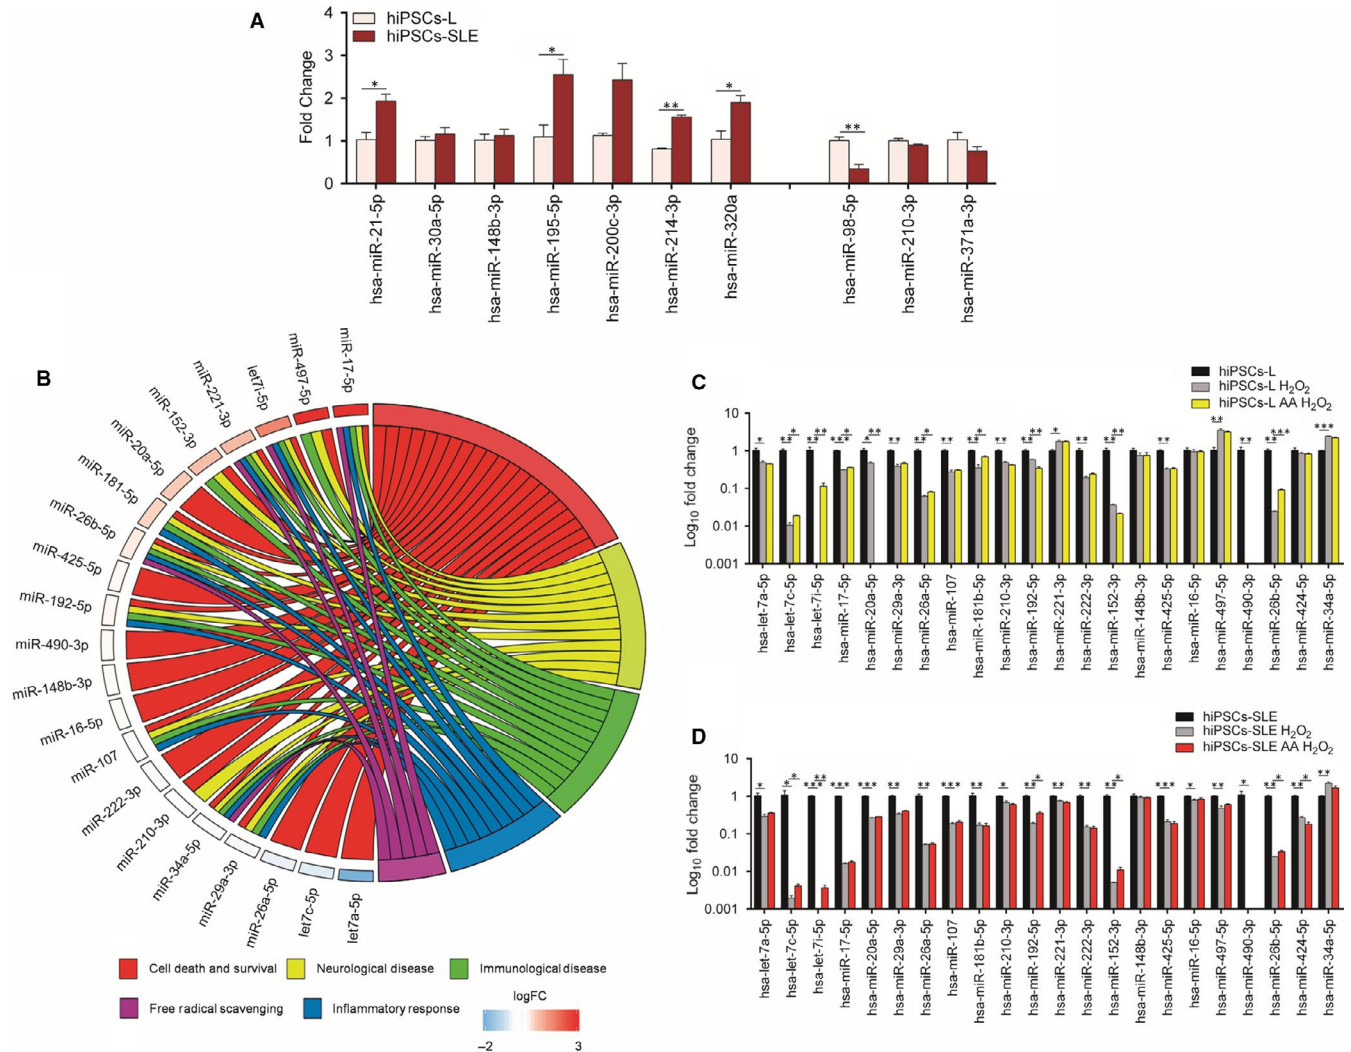 A
hiPSCs-L
hiPSCs-SLE
Fold Change
4
3
2
1
0
*
*
**
*
**
hsa-miR-21-5p
hsa-miR-30a-5p
hsa-miR-148b-3p
hsa-miR-195-5p
hsa-miR-200c-3p
hsa-miR-214-3p
hsa-miR-320a
hsa-miR-98-5p
hsa-miR-210-3p
hsa-miR-371a-3p
B
miR-17-5p
miR-497-5p
let7i-5p
miR-221-3p
miR-152-3p
miR-20a-5p
miR-181-5p
miR-26b-5p
miR-425-5p
miR-192-5p
miR-490-3p
miR-148b-3p
miR-16-5p
miR-107
miR-222-3p
miR-210-3p
miR-34a-5p
miR-29a-3p
miR-26a-5p
let7c-5p
let7a-5p
Cell death and survival
Neurological disease
Immunological disease
Free radical scavenging
Inflammatory response
logFC
–2
3
C
hiPSCs-L
hiPSCs-L H₂O₂
hiPSCs-L AA H₂O₂
Log₁₀ fold change
10
1
0.1
0.01
0.001
hsa-let-7a-5p
hsa-let-7c-5p
hsa-let-7i-5p
hsa-miR-17-5p
hsa-miR-20a-5p
hsa-miR-29a-3p
hsa-miR-26a-5p
hsa-miR-107
hsa-miR-181b-5p
hsa-miR-210-3p
hsa-miR-192-5p
hsa-miR-221-3p
hsa-miR-222-3p
hsa-miR-152-3p
hsa-miR-148b-3p
hsa-miR-425-5p
hsa-miR-16-5p
hsa-miR-497-5p
hsa-miR-490-3p
hsa-miR-26b-5p
hsa-miR-424-5p
hsa-miR-34a-5p
D
hiPSCs-SLE
hiPSCs-SLE H₂O₂
hiPSCs-SLE AA H₂O₂
Log₁₀ fold change
10
1
0.1
0.01
0.001
hsa-let-7a-5p
hsa-let-7c-5p
hsa-let-7i-5p
hsa-miR-17-5p
hsa-miR-20a-5p
hsa-miR-29a-3p
hsa-miR-26a-5p
hsa-miR-107
hsa-miR-181b-5p
hsa-miR-210-3p
hsa-miR-192-5p
hsa-miR-221-3p
hsa-miR-222-3p
hsa-miR-152-3p
hsa-miR-148b-3p
hsa-miR-425-5p
hsa-miR-16-5p
hsa-miR-497-5p
hsa-miR-490-3p
hsa-miR-26b-5p
hsa-miR-424-5p
hsa-miR-34a-5p